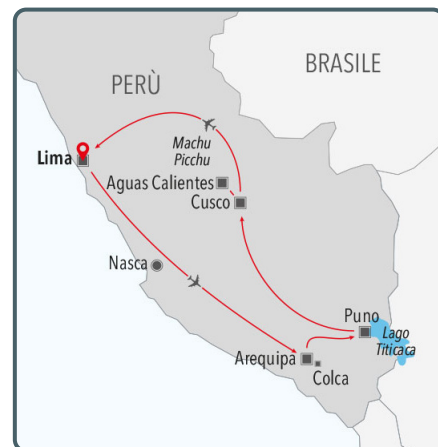 BRASILE
PERÙ
Machu
Picchu
Lima
Aguas Calientes
Cusco
Nasca
Puno
Lago
Titicaca
Arequipa
Colca